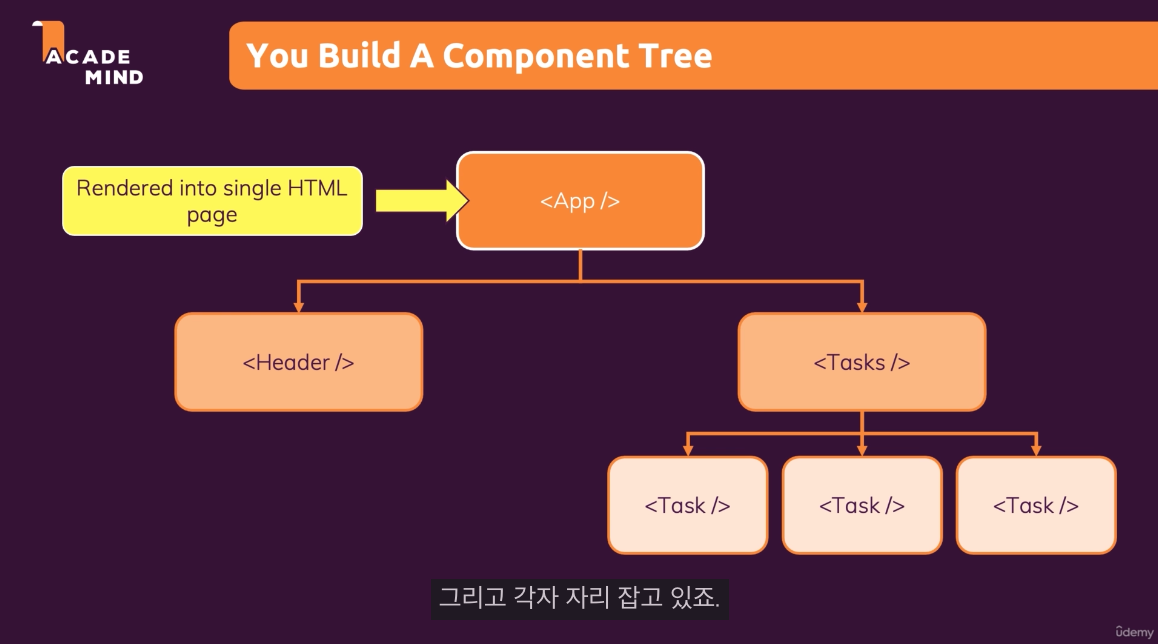 ACADE
MIND
You Build A Component Tree
Rendered into single HTML
page
<App />
<Header />
<Tasks />
<Task />
<Task />
<Task />
그리고 각자 자리 잡고 있죠.
ûdemy